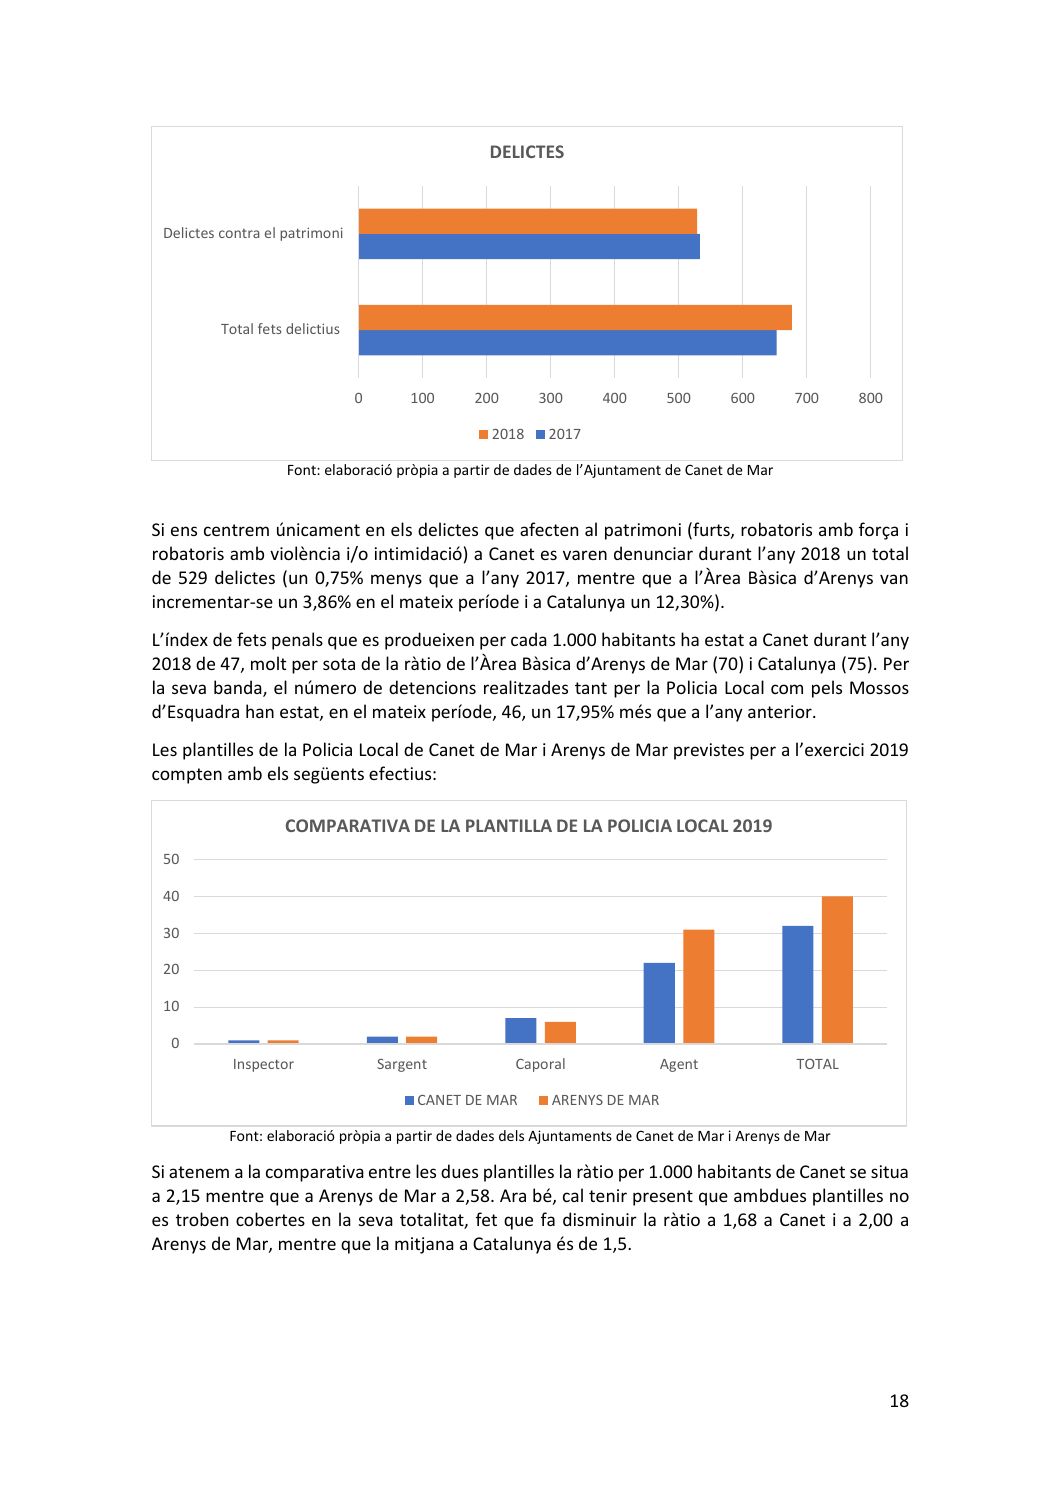 DELICTES
Delictes contra el patrimoni
Total fets delictius
0 100 200 300 400 500 600 700 800
2018 2017
Font: elaboració pròpia a partir de dades de l’Ajuntament de Canet de Mar
Si ens centrem únicament en els delictes que afecten al patrimoni (furts, robatoris amb força i
robatoris amb violència i/o intimidació) a Canet es varen denunciar durant l’any 2018 un total
de 529 delictes (un 0,75% menys que a l’any 2017, mentre que a l’Àrea Bàsica d’Arenys van
incrementar-se un 3,86% en el mateix període i a Catalunya un 12,30%).
L’índex de fets penals que es produeixen per cada 1.000 habitants ha estat a Canet durant l’any
2018 de 47, molt per sota de la ràtio de l’Àrea Bàsica d’Arenys de Mar (70) i Catalunya (75). Per
la seva banda, el número de detencions realitzades tant per la Policia Local com pels Mossos
d’Esquadra han estat, en el mateix període, 46, un 17,95% més que a l’any anterior.
Les plantilles de la Policia Local de Canet de Mar i Arenys de Mar previstes per a l’exercici 2019
compten amb els següents efectius:
COMPARATIVA DE LA PLANTILLA DE LA POLICIA LOCAL 2019
50
40
30
20
10
0
Inspector Sargent Caporal Agent TOTAL
CANET DE MAR ARENYS DE MAR
Font: elaboració pròpia a partir de dades dels Ajuntaments de Canet de Mar i Arenys de Mar
Si atenem a la comparativa entre les dues plantilles la ràtio per 1.000 habitants de Canet se situa
a 2,15 mentre que a Arenys de Mar a 2,58. Ara bé, cal tenir present que ambdues plantilles no
es troben cobertes en la seva totalitat, fet que fa disminuir la ràtio a 1,68 a Canet i a 2,00 a
Arenys de Mar, mentre que la mitjana a Catalunya és de 1,5.
18